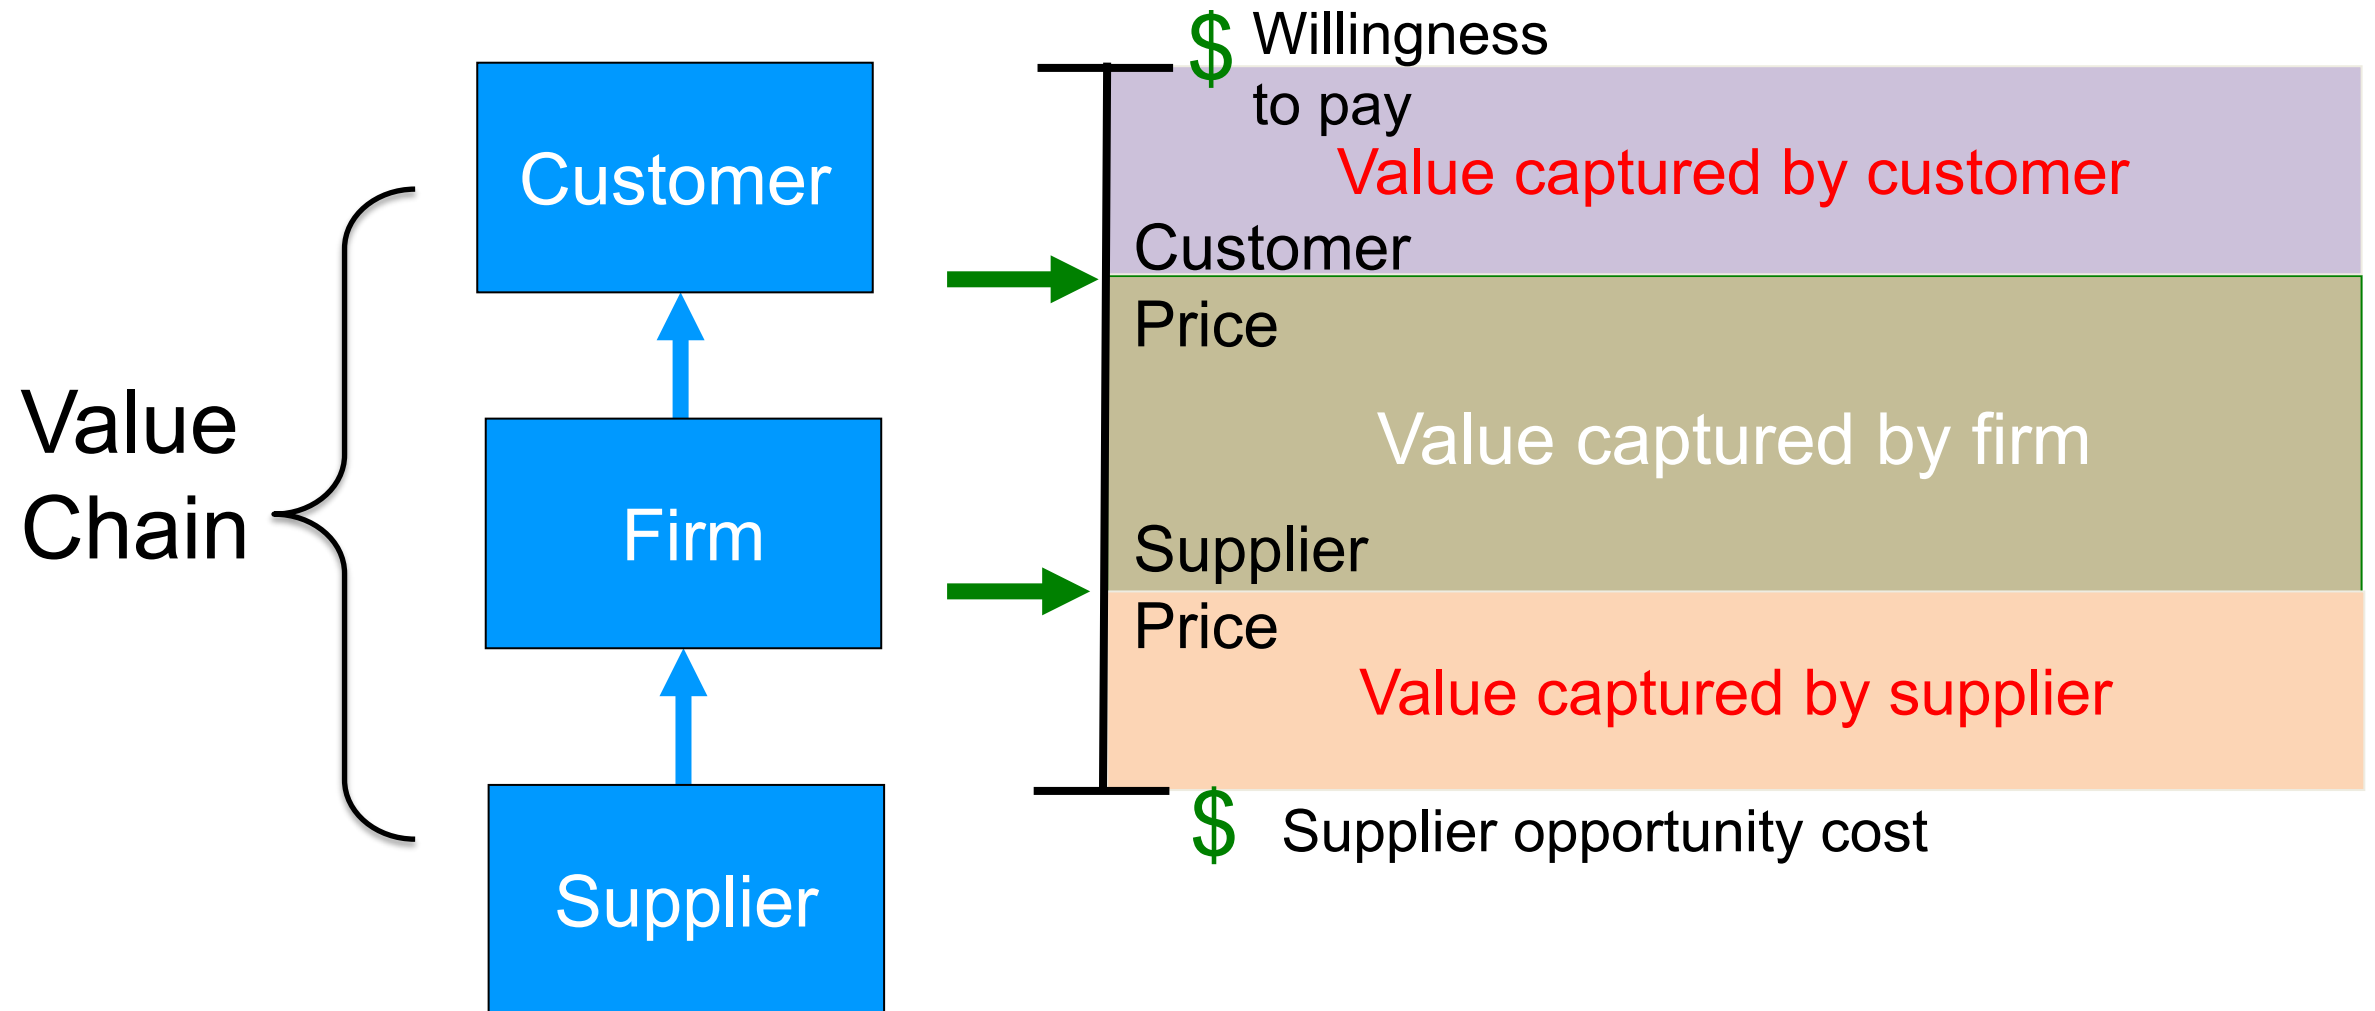 Value
Chain
Customer
Firm
Supplier
$ Willingness
to pay
Value captured by customer
Customer
Price
Value captured by firm
Supplier
Price
Value captured by supplier
$ Supplier opportunity cost